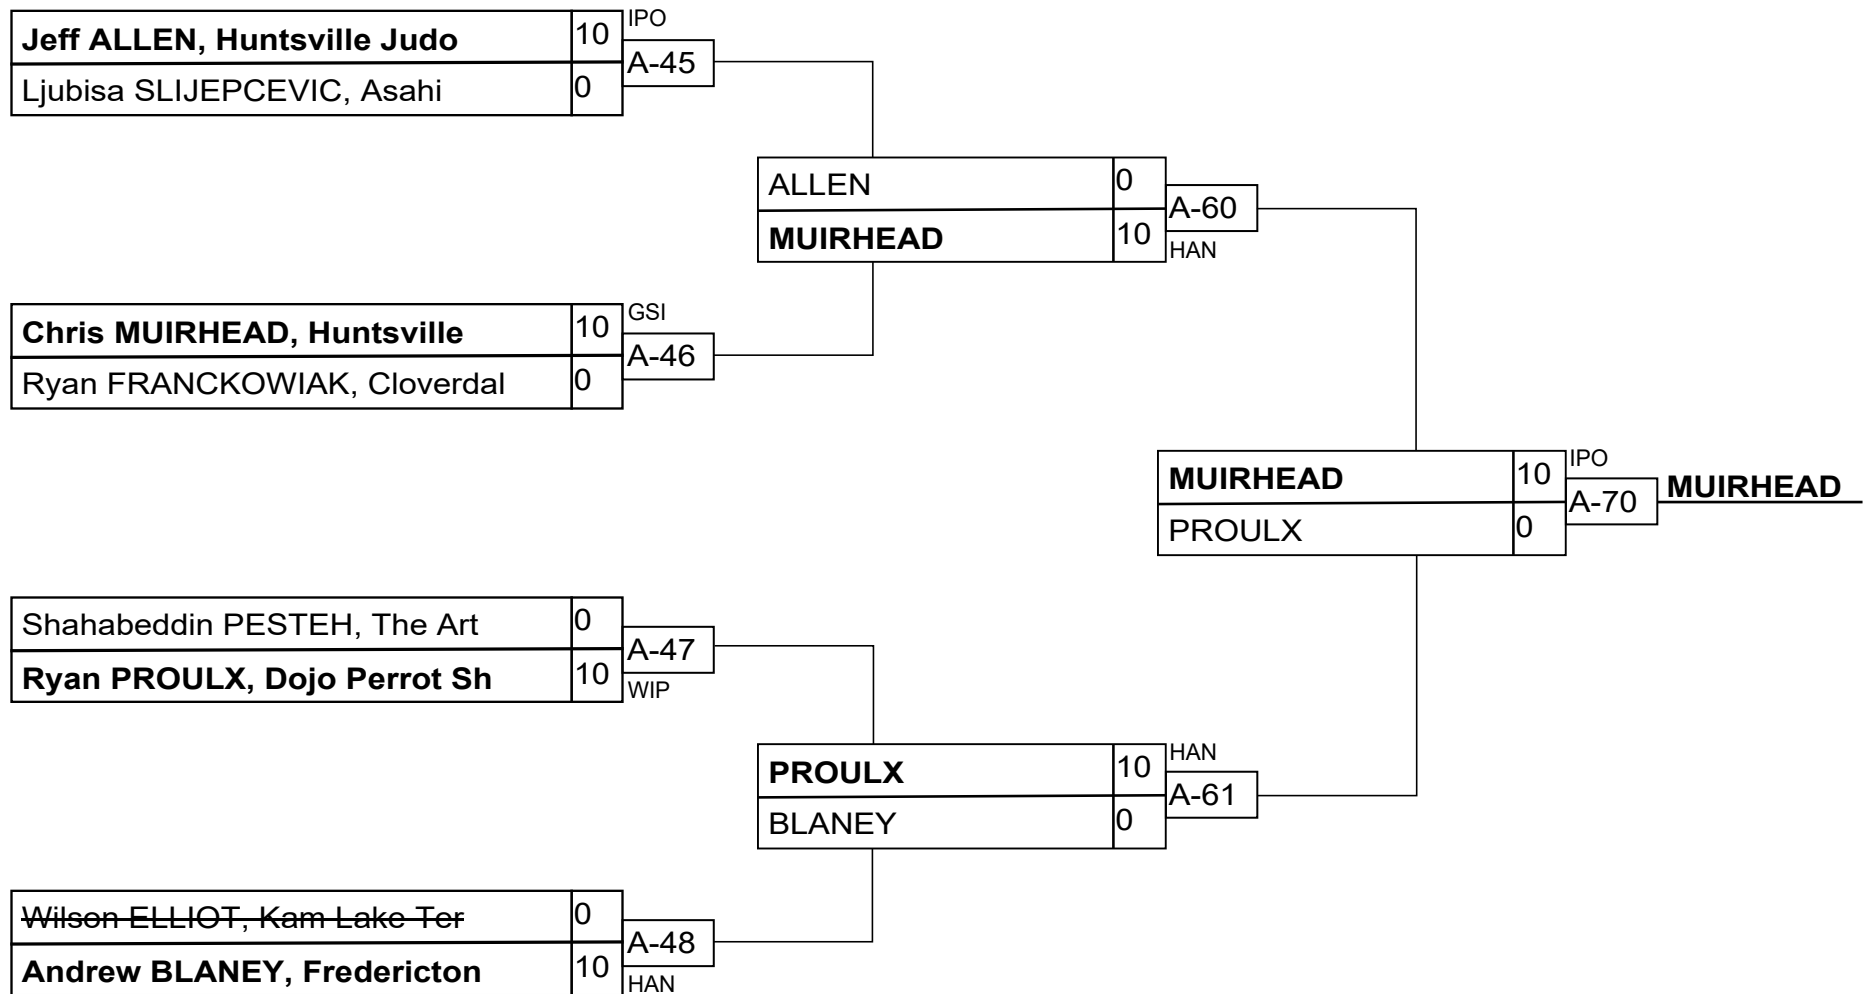 Jeff ALLEN, Huntsville Judo 10 IPO
A-45
Ljubisa SLIJEPCEVIC, Asahi 0
ALLEN 0
A-60
MUIRHEAD 10 HAN
Chris MUIRHEAD, Huntsville 10 GSI
A-46
Ryan FRANCKOWIAK, Cloverdal 0
MUIRHEAD 10 IPO
A-70 MUIRHEAD
PROULX 0
Shahabeddin PESTEH, The Art 0
A-47
Ryan PROULX, Dojo Perrot Sh 10 WIP
PROULX 10 HAN
A-61
BLANEY 0
Wilson ELLIOT, Kam Lake Ter 0
A-48
Andrew BLANEY, Fredericton 10 HAN